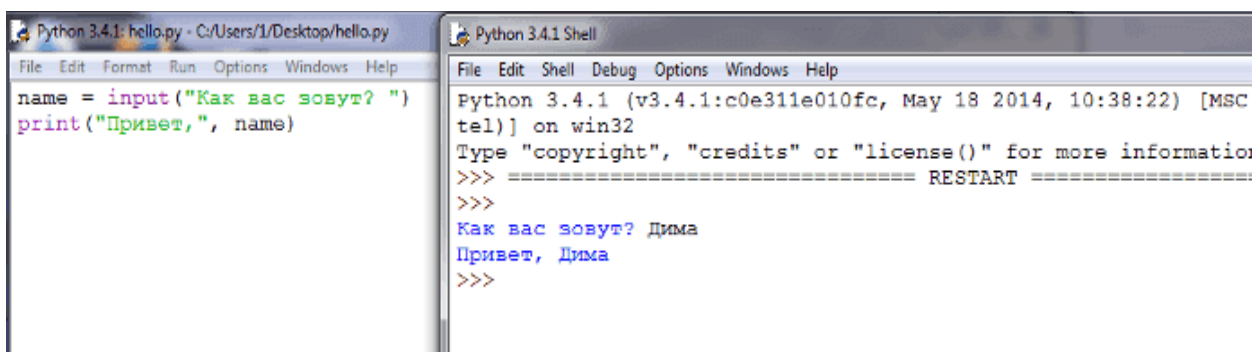 Python 3.4.1: hello.py - C:/Users/1/Desktop/hello.py
File Edit Format Run Options Windows Help
name = input("Как вас зовут? ")
print("Привет,", name)
Python 3.4.1 Shell
File Edit Shell Debug Options Windows Help
Python 3.4.1 (v3.4.1:c0e311e010fc, May 18 2014, 10:38:22) [MSC
tel)] on win32
Type "copyright", "credits" or "license()" for more information
>>> ================================ RESTART ==================
>>>
Как вас зовут? Дима
Привет, Дима
>>>